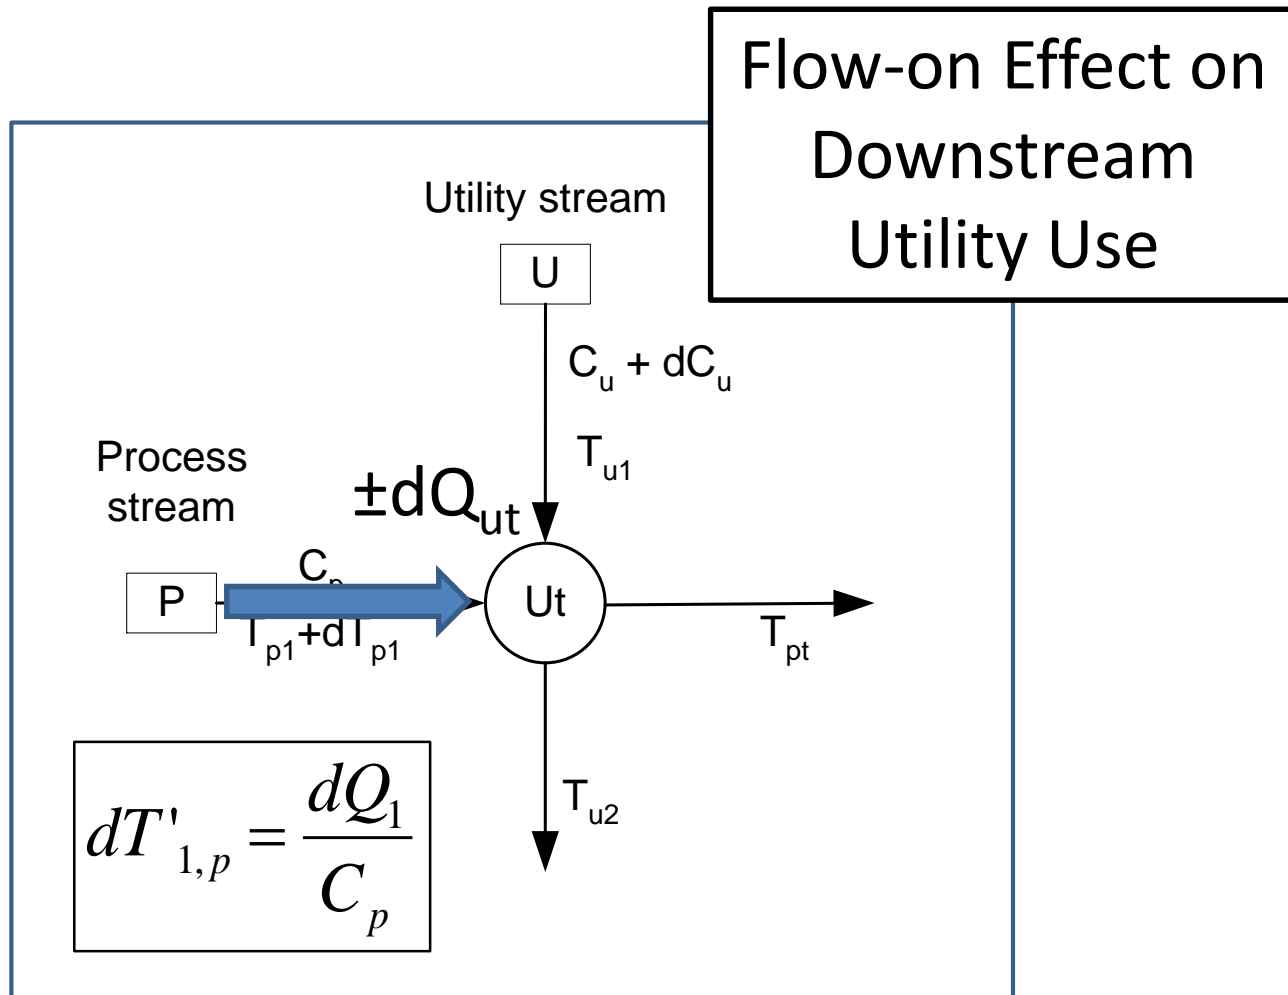 Flow-on Effect on
Downstream
Utility Use
Utility stream
U
C_u + dC_u
T_u1
Process
stream
±dQ_ut
C_p
P
Ut
T_p1+dT_p1
T_pt
T_u2
dT'_1,p = dQ_1 / C_p